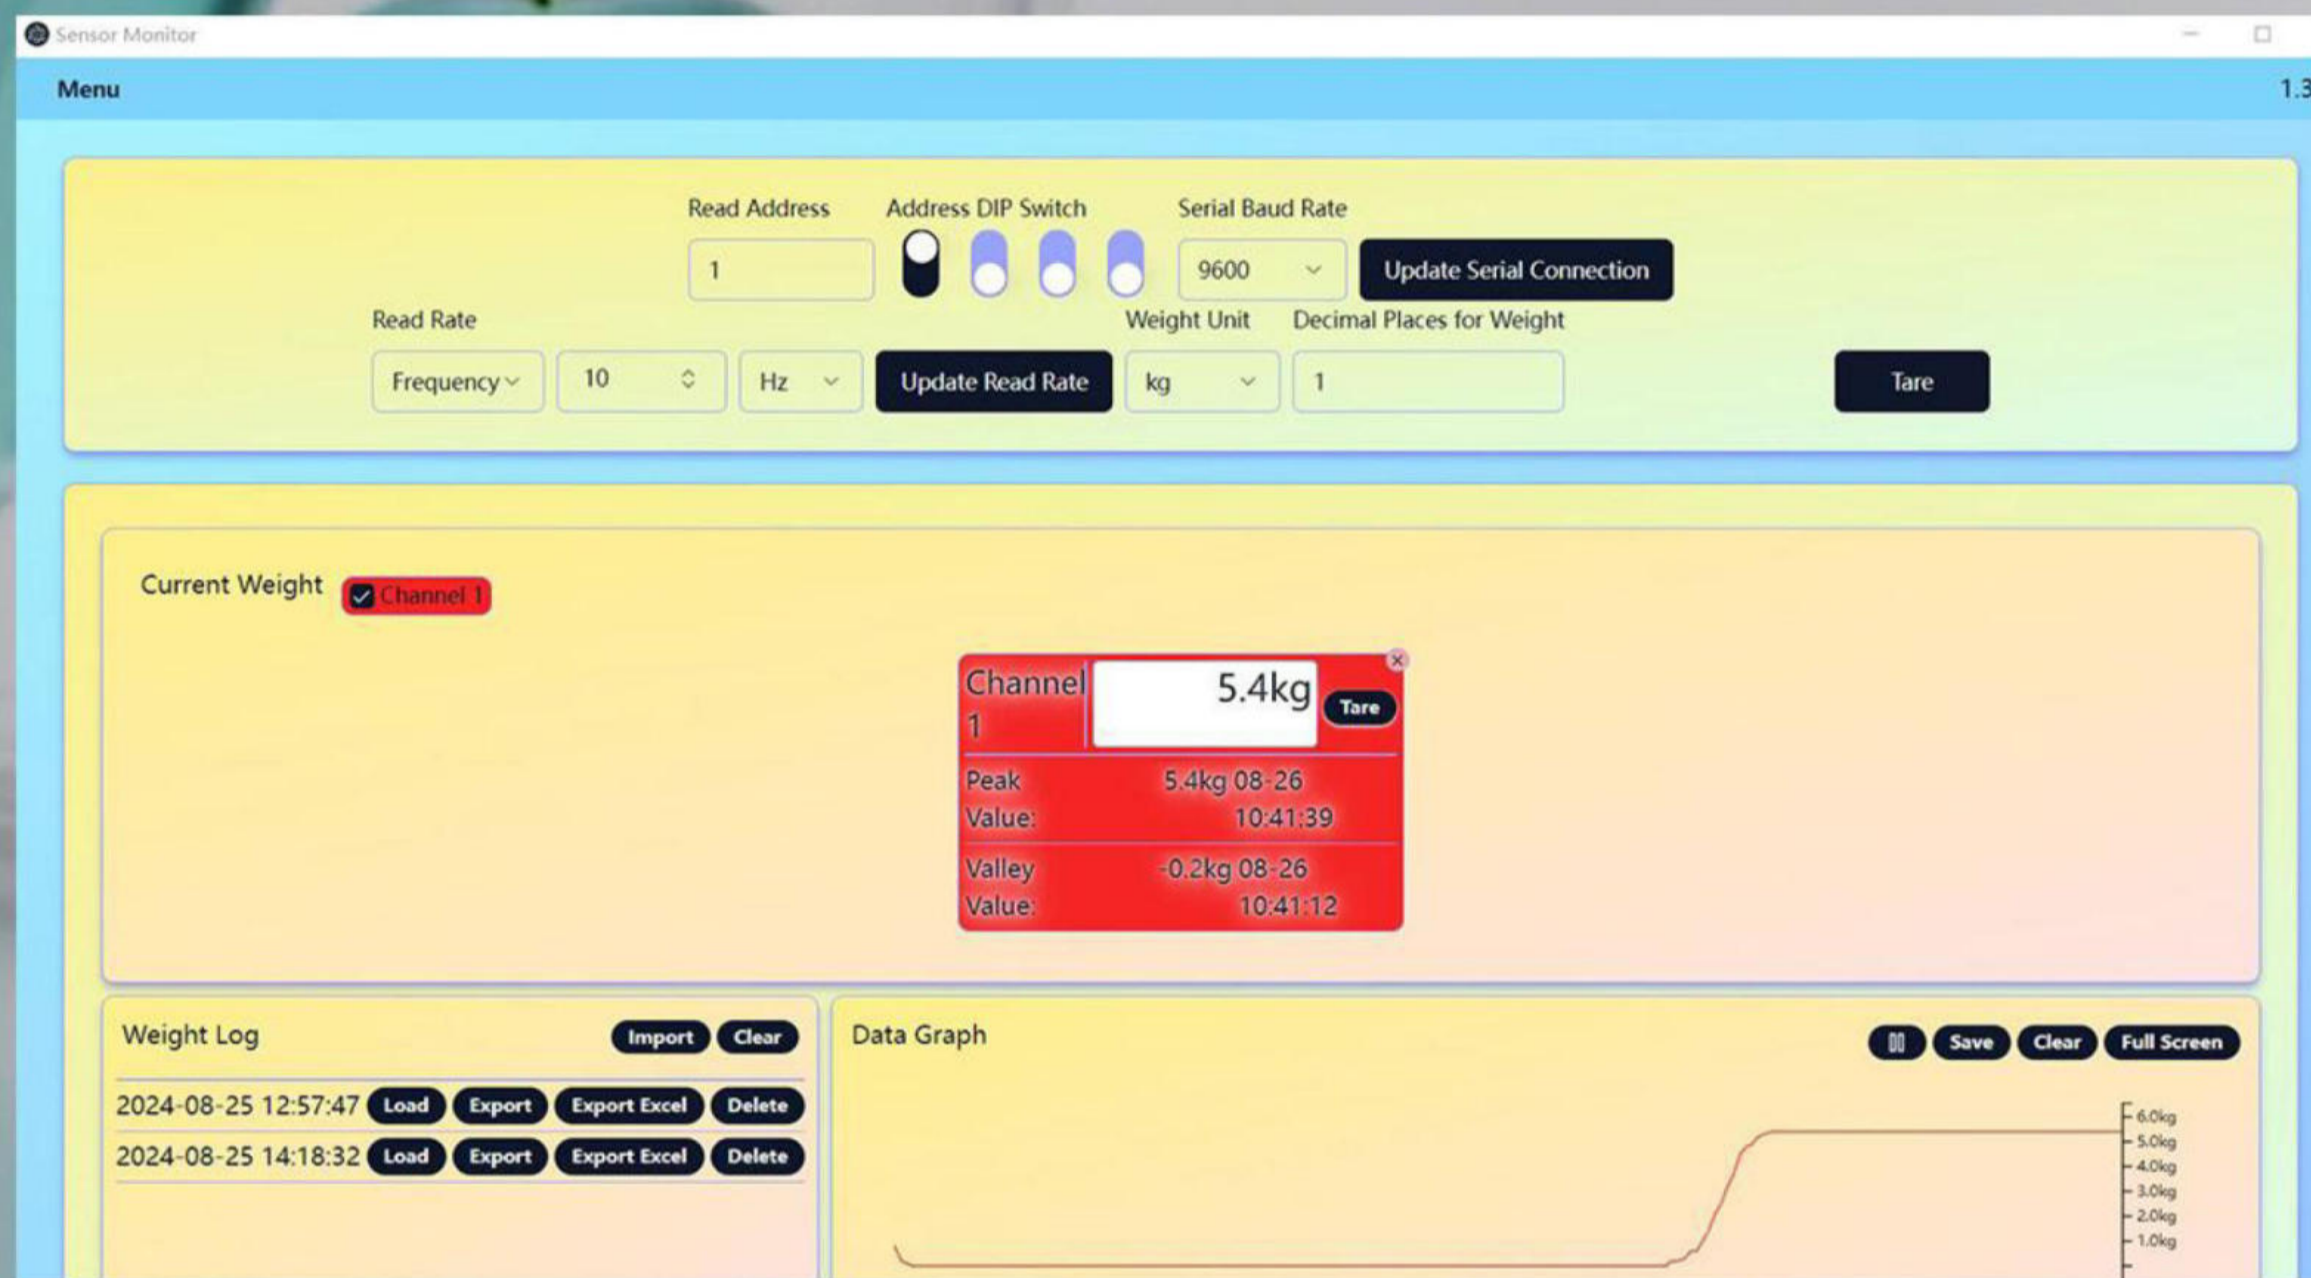 Sensor Monitor
Menu
1.3
Read Address
Address DIP Switch
Serial Baud Rate
1
9600
Update Serial Connection
Read Rate
Weight Unit
Decimal Places for Weight
Frequency
10
Hz
Update Read Rate
kg
1
Tare
Current Weight
Channel 1
Channel 1
5.4kg
Tare
Peak Value:
5.4kg 08-26 10:41:39
Valley Value:
-0.2kg 08-26 10:41:12
Weight Log
Import
Clear
2024-08-25 12:57:47
Load
Export
Export Excel
Delete
2024-08-25 14:18:32
Load
Export
Export Excel
Delete
Data Graph
Save
Clear
Full Screen
6.0kg
5.0kg
4.0kg
3.0kg
2.0kg
1.0kg